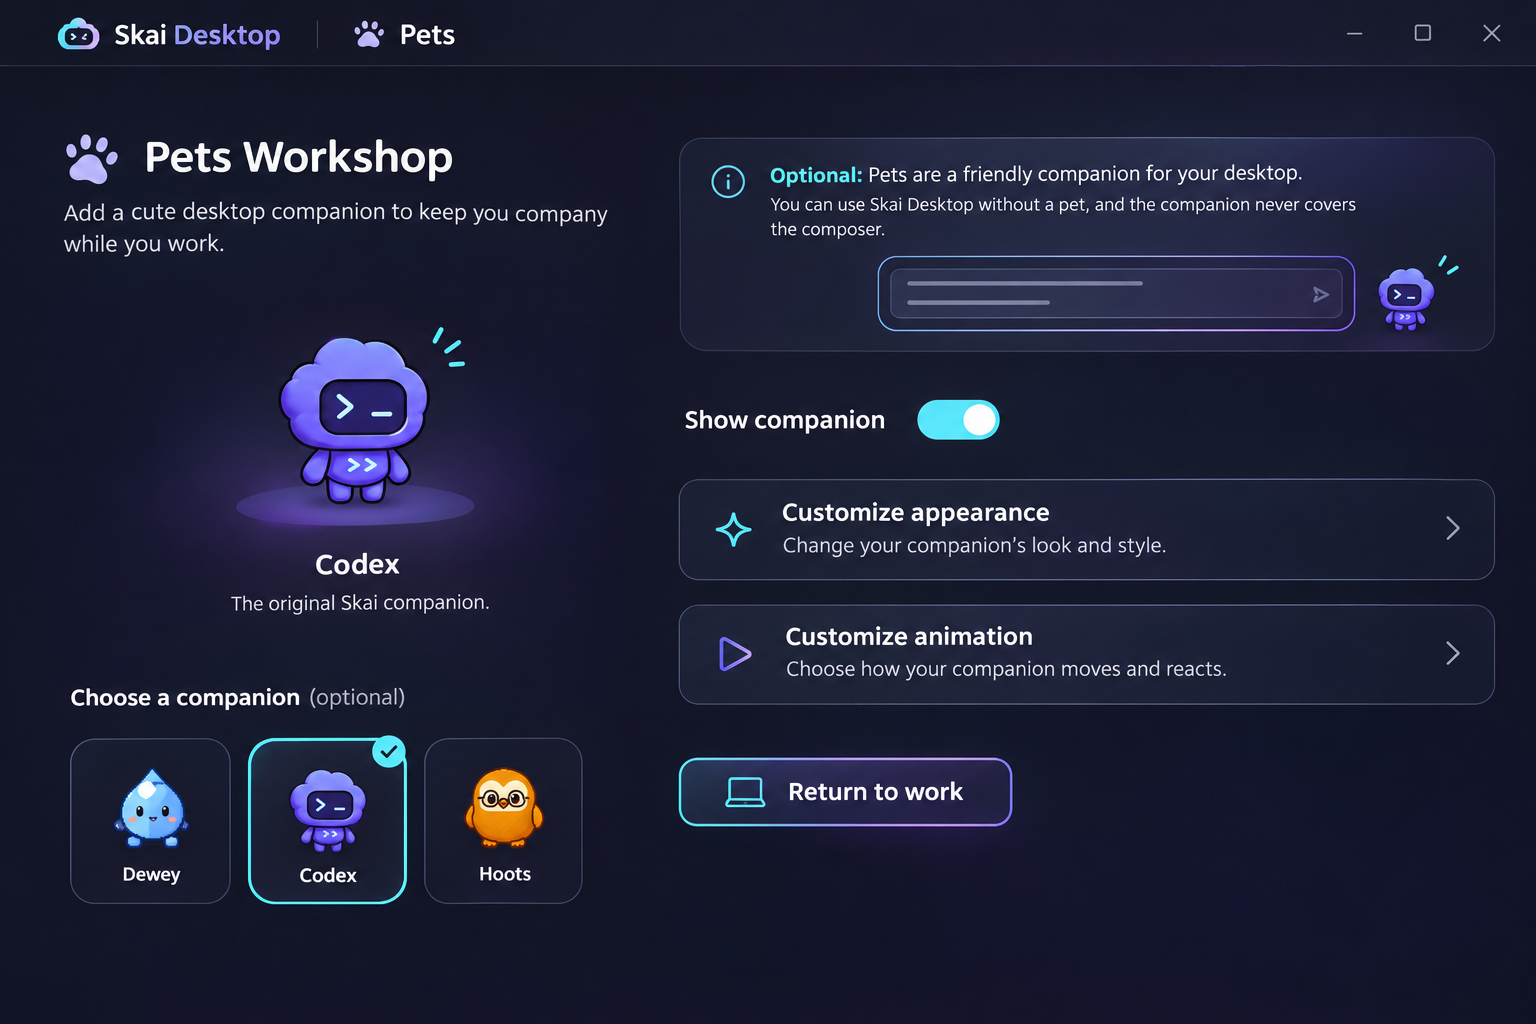 Skai Desktop
Pets
Pets Workshop
Add a cute desktop companion to keep you company
while you work.
>_
>>
Codex
The original Skai companion.
Choose a companion (optional)
Dewey
>_
>>
Codex
Hoots
Optional: Pets are a friendly companion for your desktop.
You can use Skai Desktop without a pet, and the companion never covers
the composer.
>_
>>
Show companion
Customize appearance
Change your companion’s look and style.
Customize animation
Choose how your companion moves and reacts.
Return to work